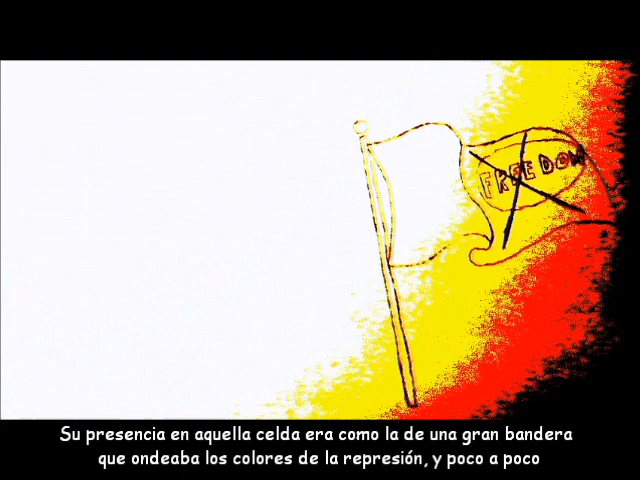 FREEDOM
Su presencia en aquella celda era como la de una gran bandera
que ondeaba los colores de la represión, y poco a poco